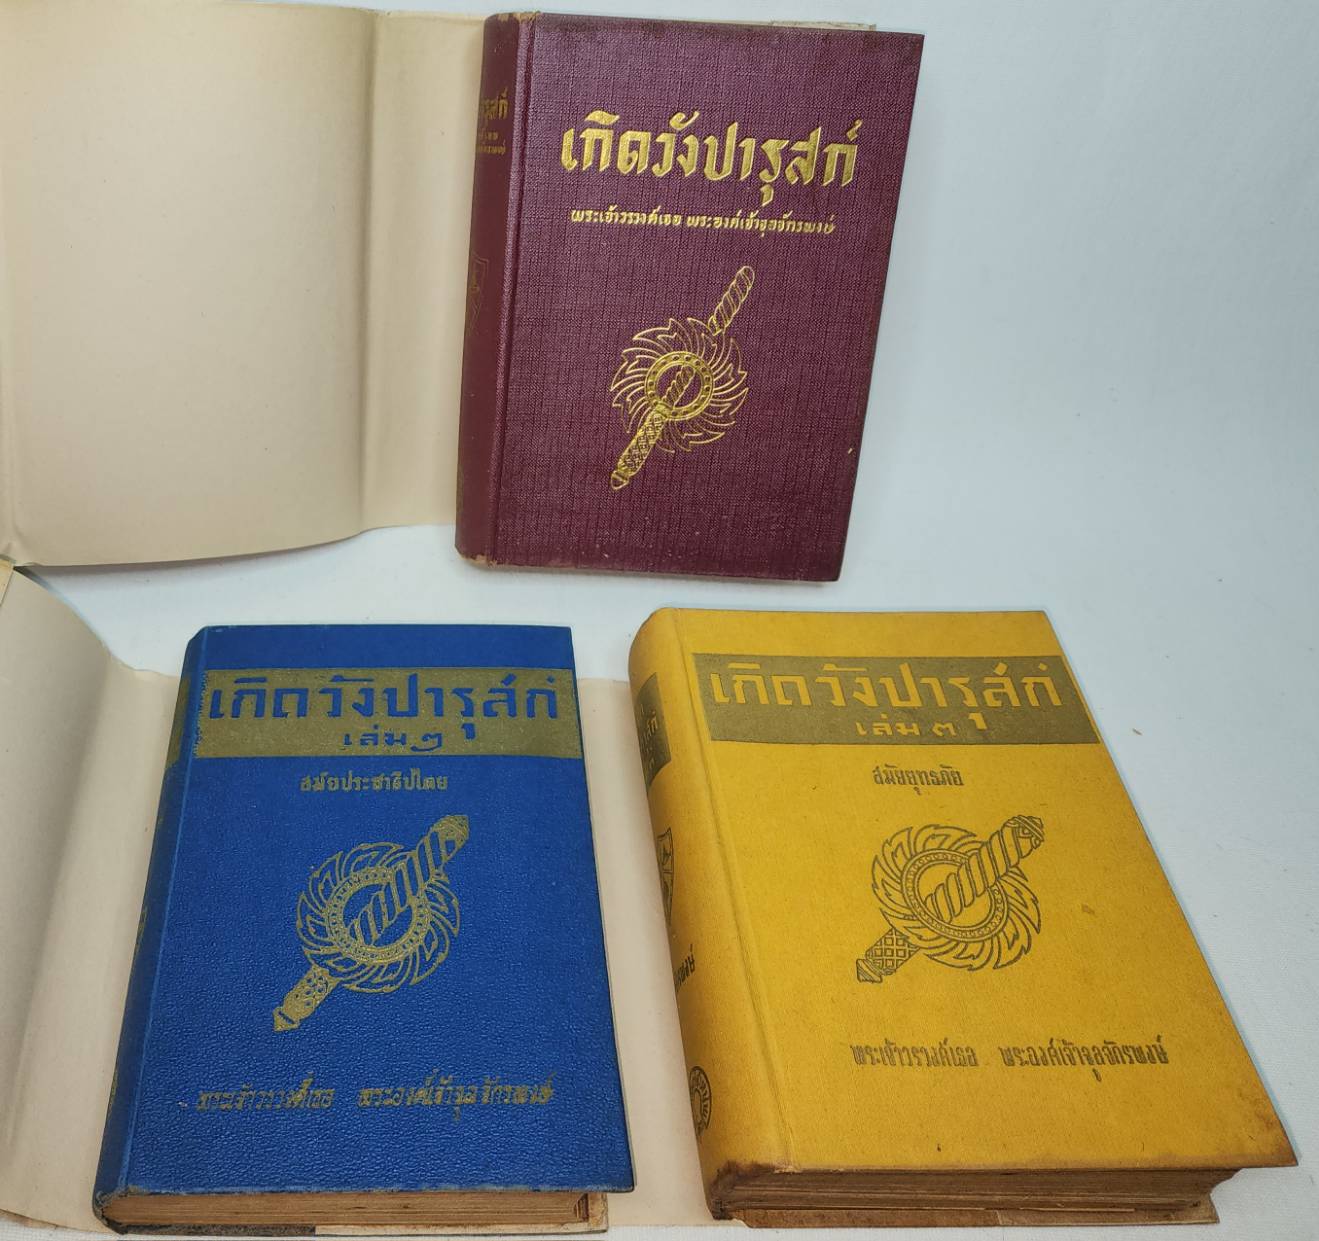 เกิดวังปารุสก์
พระเจ้าวรวงศ์เธอ พระองค์เจ้าจุลจักรพงษ์
เกิดวังปารุส์ก์
เล่ม ๒
สมัยประชาธิปไตย
พระเจ้าวรวงศ์เธอ พระองค์เจ้าจุลจักรพงษ์
เกิดวังปารุส์ก์
เล่ม ๓
สมัยยุทธภัย
พระเจ้าวรวงศ์เธอ พระองค์เจ้าจุลจักรพงษ์